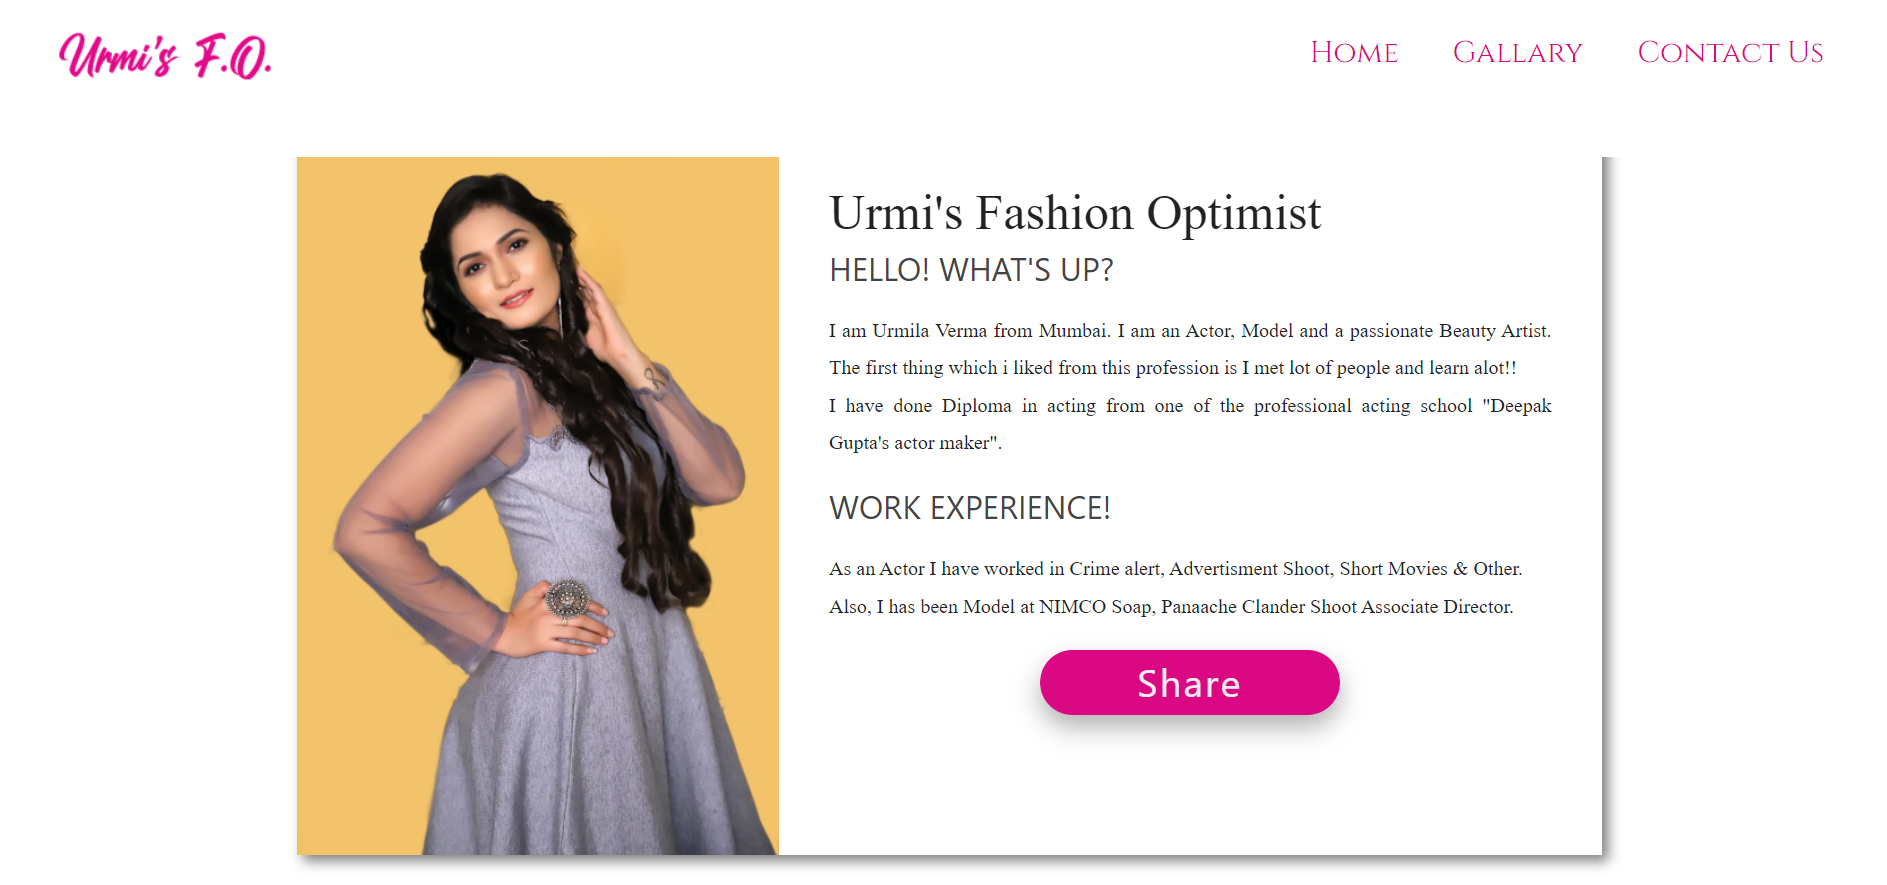 Urmi's F.O.
Home Gallary Contact Us
Urmi's Fashion Optimist
HELLO! WHAT'S UP?
I am Urmila Verma from Mumbai. I am an Actor, Model and a passionate Beauty Artist.
The first thing which i liked from this profession is I met lot of people and learn alot!!
I have done Diploma in acting from one of the professional acting school "Deepak
Gupta's actor maker".
WORK EXPERIENCE!
As an Actor I have worked in Crime alert, Advertisment Shoot, Short Movies & Other.
Also, I has been Model at NIMCO Soap, Panaache Clander Shoot Associate Director.
Share